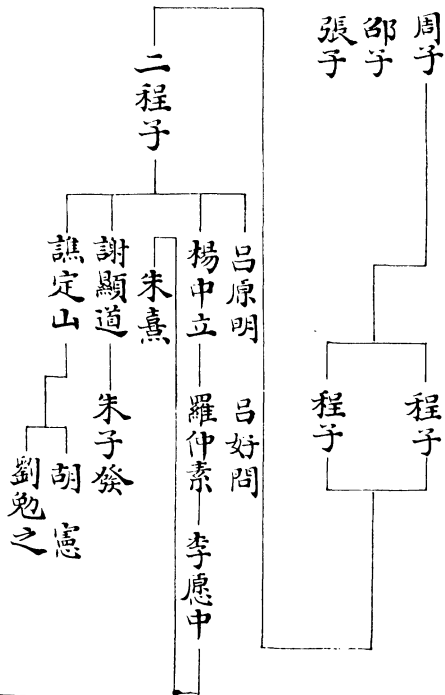 周子
邵子
張子
程子
程子
二程子
呂原明
呂好問
楊中立
羅仲素
李愿中
朱熹
謝顯道
朱子發
譙定山
胡憲
劉勉之